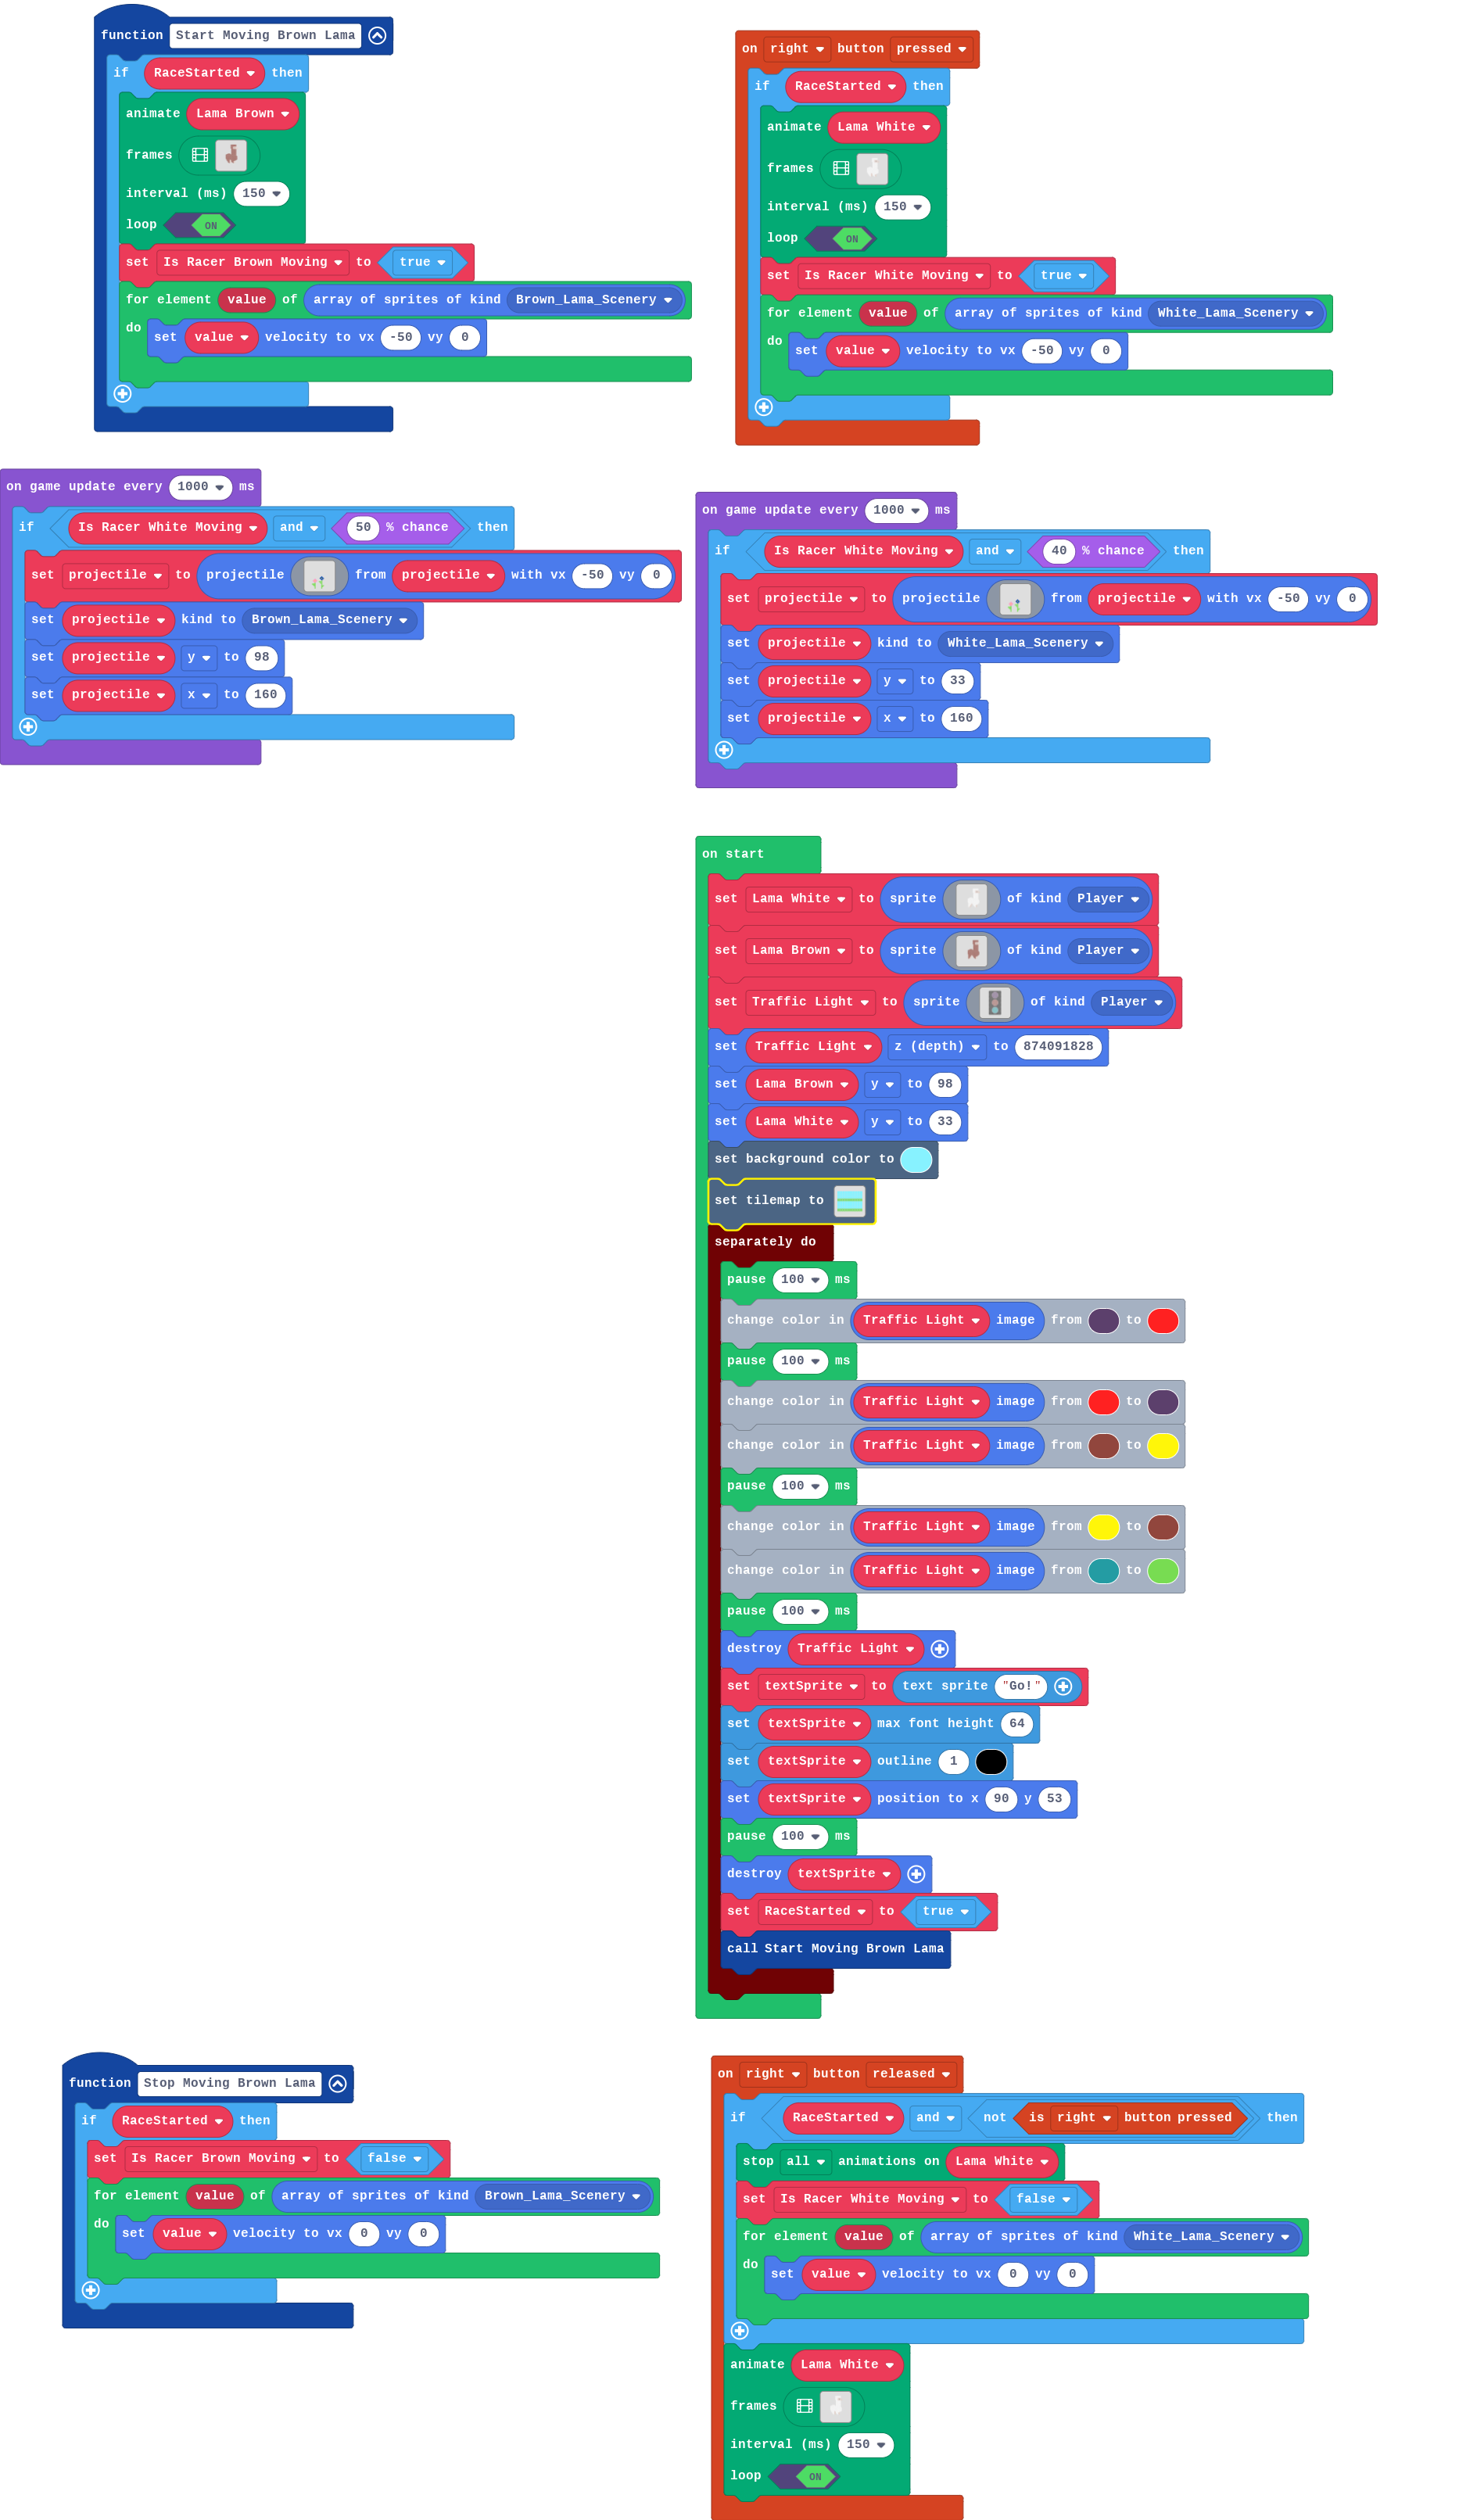 function Start Moving Brown Lama
if RaceStarted then
animate Lama Brown
frames
interval (ms) 150
loop ON
set Is Racer Brown Moving to true
for element value of array of sprites of kind Brown_Lama_Scenery
do set value velocity to vx -50 vy 0
on right button pressed
if RaceStarted then
animate Lama White
frames
interval (ms) 150
loop ON
set Is Racer White Moving to true
for element value of array of sprites of kind White_Lama_Scenery
do set value velocity to vx -50 vy 0
on game update every 1000 ms
if Is Racer White Moving and 50 % chance then
set projectile to projectile from projectile with vx -50 vy 0
set projectile kind to Brown_Lama_Scenery
set projectile y to 98
set projectile x to 160
on game update every 1000 ms
if Is Racer White Moving and 40 % chance then
set projectile to projectile from projectile with vx -50 vy 0
set projectile kind to White_Lama_Scenery
set projectile y to 33
set projectile x to 160
on start
set Lama White to sprite of kind Player
set Lama Brown to sprite of kind Player
set Traffic Light to sprite of kind Player
set Traffic Light z (depth) to 874091828
set Lama Brown y to 98
set Lama White y to 33
set background color to
set tilemap to
separately do
pause 100 ms
change color in Traffic Light image from to
pause 100 ms
change color in Traffic Light image from to
change color in Traffic Light image from to
pause 100 ms
change color in Traffic Light image from to
change color in Traffic Light image from to
pause 100 ms
destroy Traffic Light
set textSprite to text sprite "Go!"
set textSprite max font height 64
set textSprite outline 1
set textSprite position to x 90 y 53
pause 100 ms
destroy textSprite
set RaceStarted to true
call Start Moving Brown Lama
function Stop Moving Brown Lama
if RaceStarted then
set Is Racer Brown Moving to false
for element value of array of sprites of kind Brown_Lama_Scenery
do set value velocity to vx 0 vy 0
on right button released
if RaceStarted and not is right button pressed then
stop all animations on Lama White
set Is Racer White Moving to false
for element value of array of sprites of kind White_Lama_Scenery
do set value velocity to vx 0 vy 0
animate Lama White
frames
interval (ms) 150
loop ON